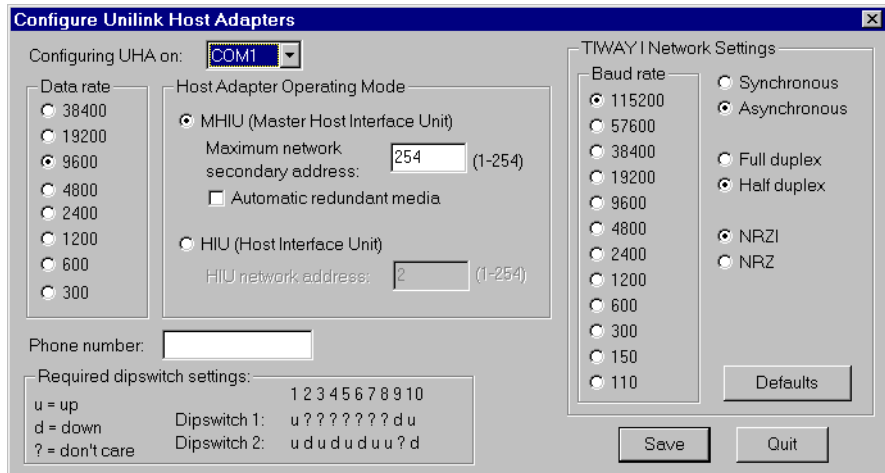 Configure Unilink Host Adapters
Configuring UHA on: COM1
Data rate
38400
19200
9600
4800
2400
1200
600
300
Host Adapter Operating Mode
MHIU (Master Host Interface Unit)
Maximum network
secondary address: 254 (1-254)
Automatic redundant media
HIU (Host Interface Unit)
HIU network address: 2 (1-254)
Phone number:
Required dipswitch settings:
u = up
d = down
? = don't care
1 2 3 4 5 6 7 8 9 10
Dipswitch 1: u ? ? ? ? ? ? ? d u
Dipswitch 2: u d u d u d u u ? d
TIWAY I Network Settings
Baud rate
115200
57600
38400
19200
9600
4800
2400
1200
600
300
150
110
Synchronous
Asynchronous
Full duplex
Half duplex
NRZI
NRZ
Defaults
Save
Quit